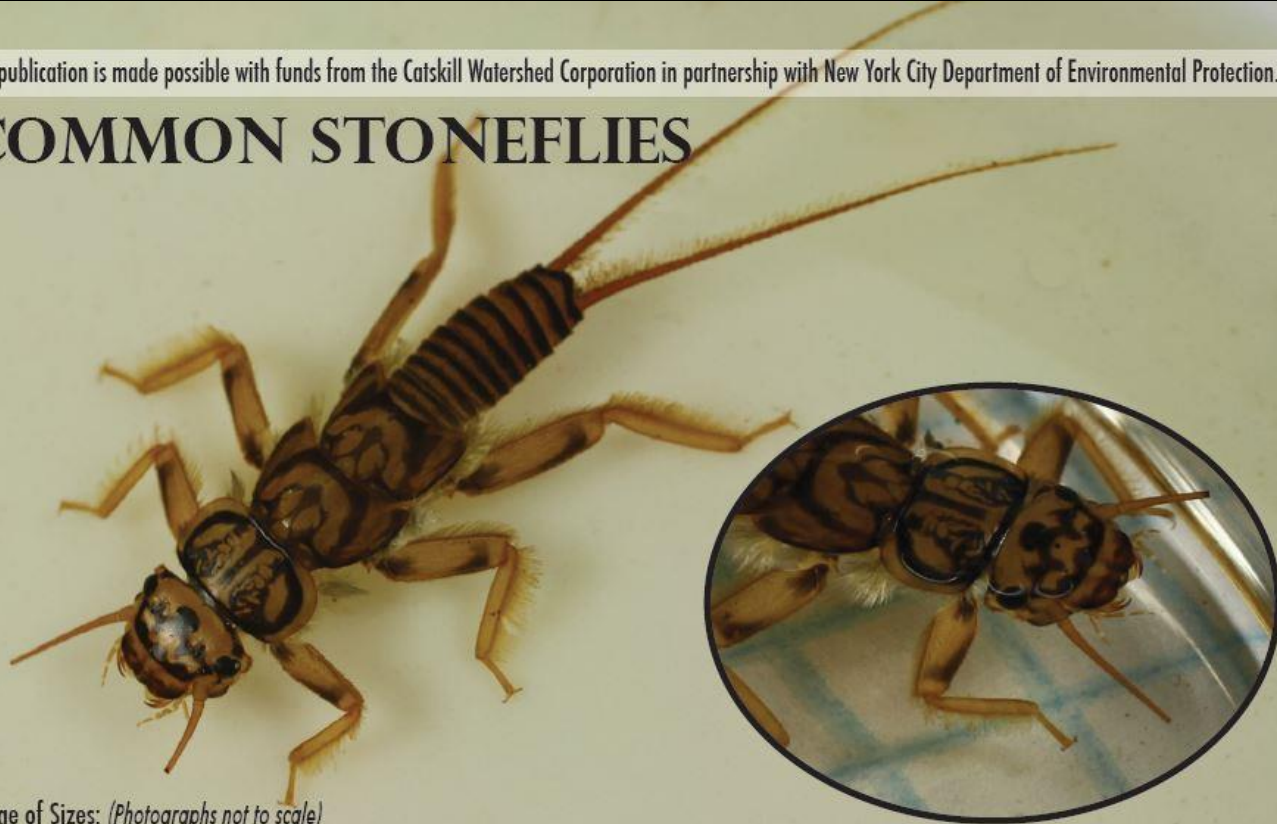 publication is made possible with funds from the Catskill Watershed Corporation in partnership with New York City Department of Environmental Protection.
COMMON STONEFLIES
ge of Sizes: (Photographs not to scale)